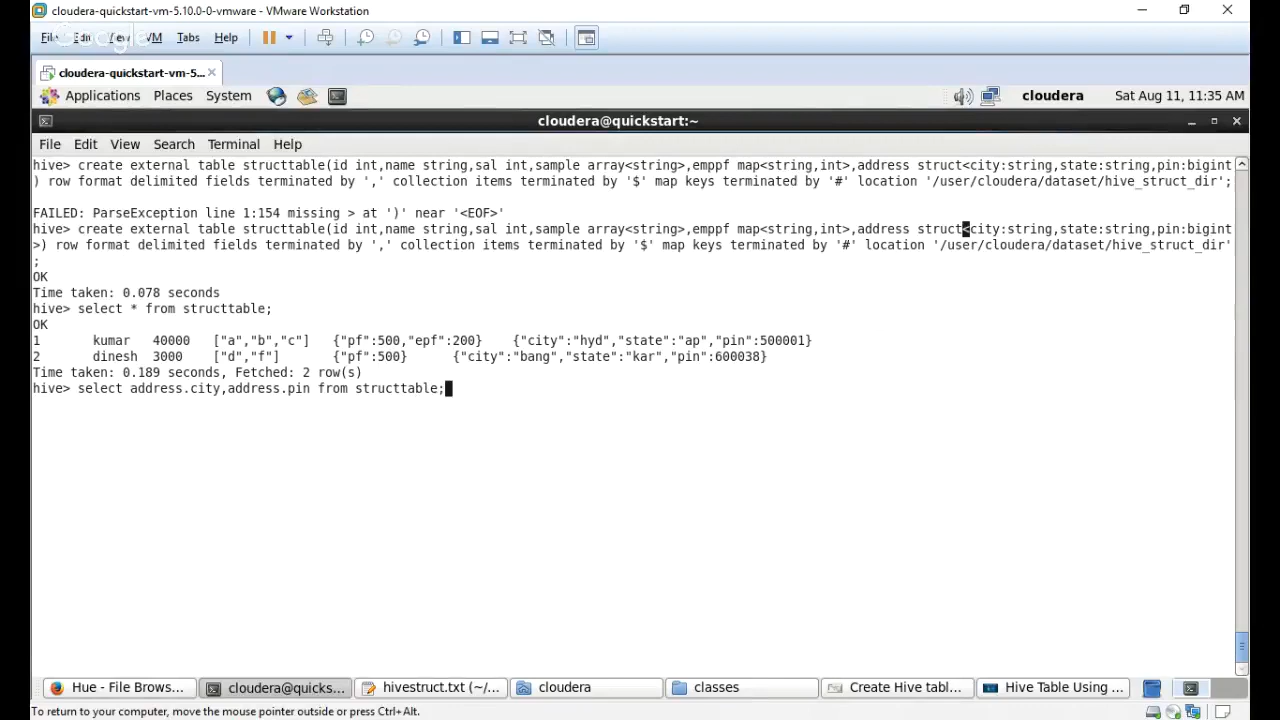 cloudera-quickstart-vm-5.10.0-0-vmware - VMware Workstation
File Edit View VM Tabs Help
Google
cloudera-quickstart-vm-5...
Applications Places System cloudera Sat Aug 11, 11:35 AM
cloudera@quickstart:~
File Edit View Search Terminal Help
hive> create external table structtable(id int,name string,sal int,sample array<string>,emppf map<string,int>,address struct<city:string,state:string,pin:bigint
) row format delimited fields terminated by ',' collection items terminated by '$' map keys terminated by '#' location '/user/cloudera/dataset/hive_struct_dir';
FAILED: ParseException line 1:154 missing > at ')' near '<EOF>'
hive> create external table structtable(id int,name string,sal int,sample array<string>,emppf map<string,int>,address struct<city:string,state:string,pin:bigint
>) row format delimited fields terminated by ',' collection items terminated by '$' map keys terminated by '#' location '/user/cloudera/dataset/hive_struct_dir'
;
OK
Time taken: 0.078 seconds
hive> select * from structtable;
OK
1 kumar 40000 ["a","b","c"] {"pf":500,"epf":200} {"city":"hyd","state":"ap","pin":500001}
2 dinesh 3000 ["d","f"] {"pf":500} {"city":"bang","state":"kar","pin":600038}
Time taken: 0.189 seconds, Fetched: 2 row(s)
hive> select address.city,address.pin from structtable;
Hue - File Brows... cloudera@quicks... hivestruct.txt (~/... cloudera classes Create Hive tabl... Hive Table Using ...
To return to your computer, move the mouse pointer outside or press Ctrl+Alt.